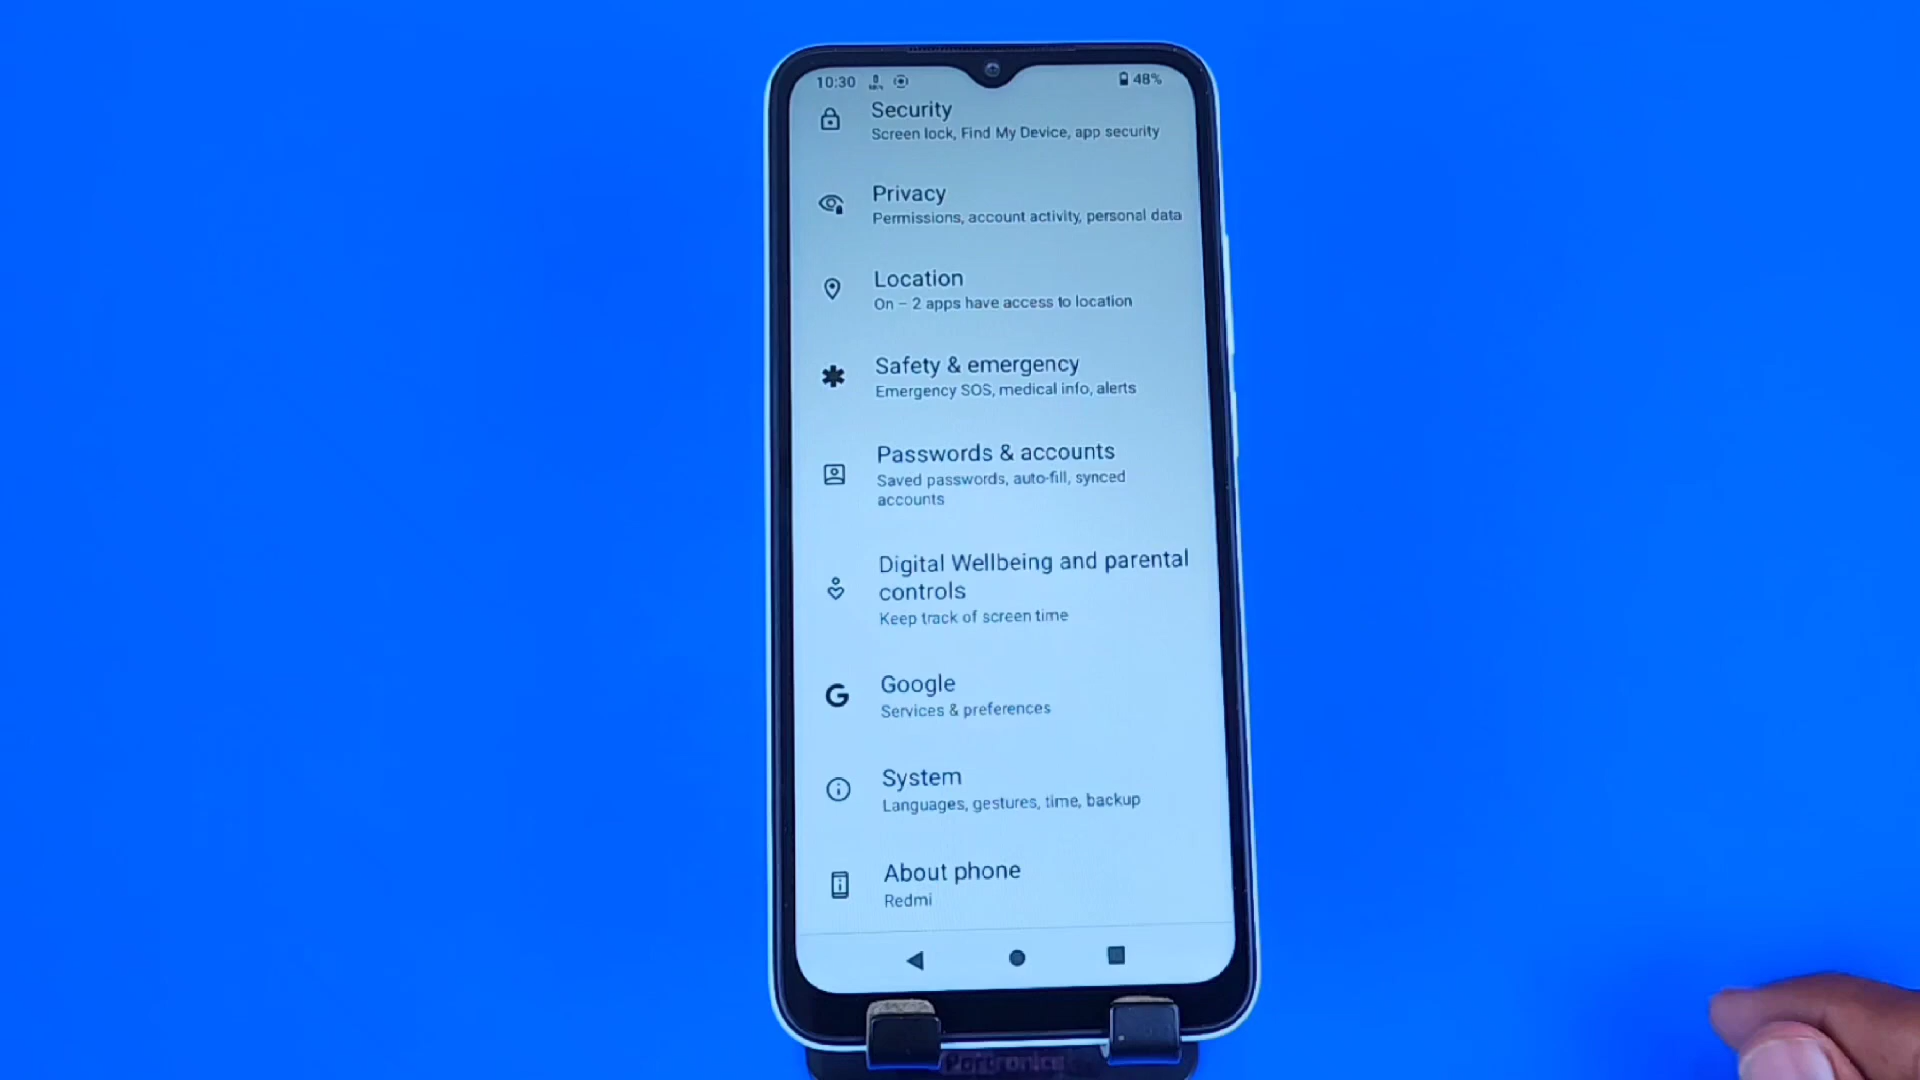 10:30
48%
Security
Screen lock, Find My Device, app security
Privacy
Permissions, account activity, personal data
Location
On – 2 apps have access to location
Safety & emergency
Emergency SOS, medical info, alerts
Passwords & accounts
Saved passwords, auto-fill, synced
accounts
Digital Wellbeing and parental
controls
Keep track of screen time
Google
Services & preferences
System
Languages, gestures, time, backup
About phone
Redmi
Portronics